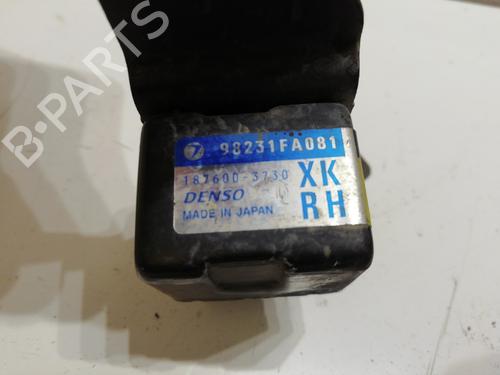 B-PARTS
98231FA081
187600-3730
XK
DENSO
RH
MADE IN JAPAN